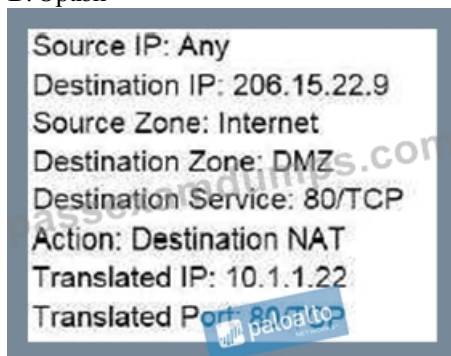 Source IP: Any
Destination IP: 206.15.22.9
Source Zone: Internet
Destination Zone: DMZ
Destination Service: 80/TCP
Action: Destination NAT
Translated IP: 10.1.1.22
Translated Port: 80/TCP
paloalto